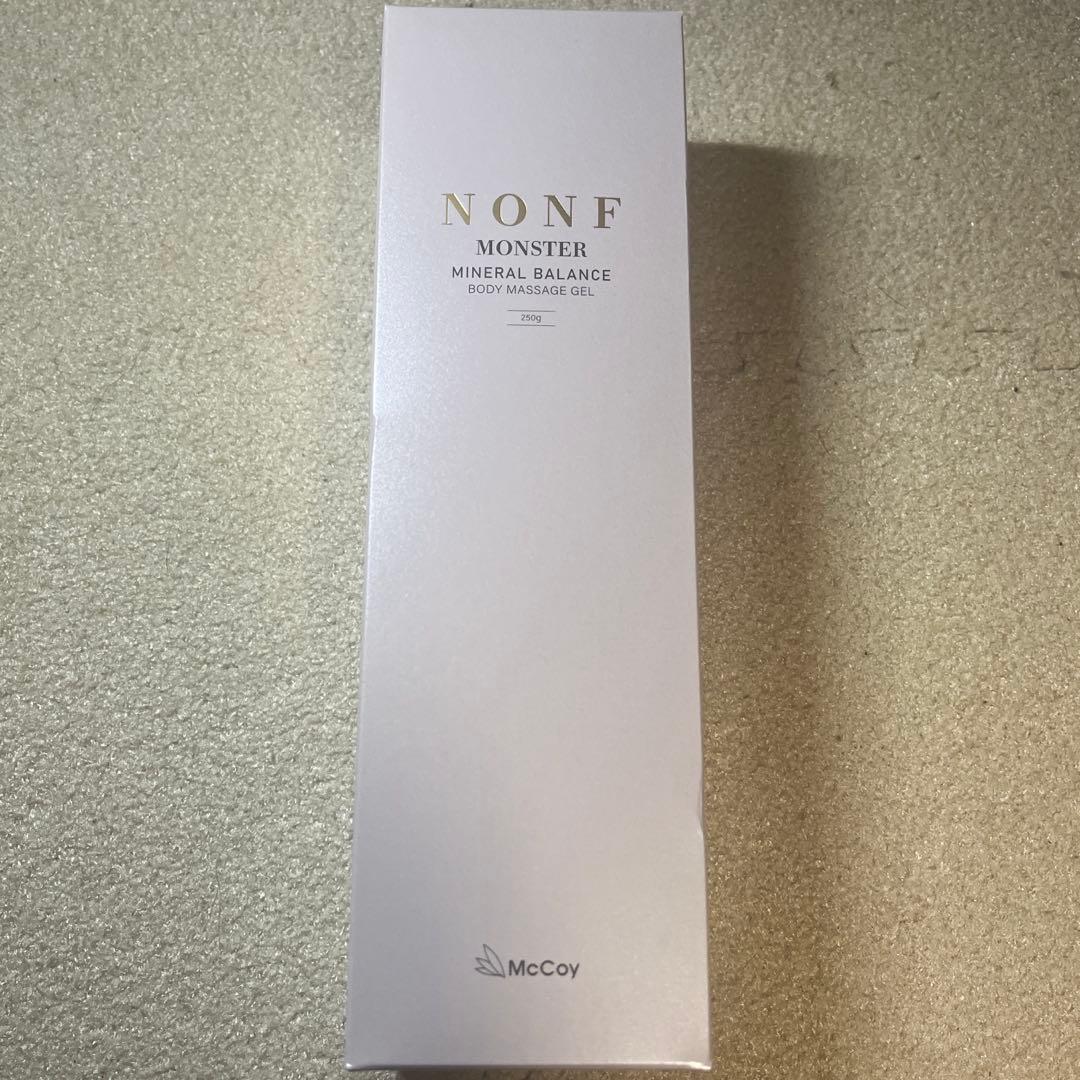 NONF
MONSTER
MINERAL BALANCE
BODY MASSAGE GEL
250g
McCoy